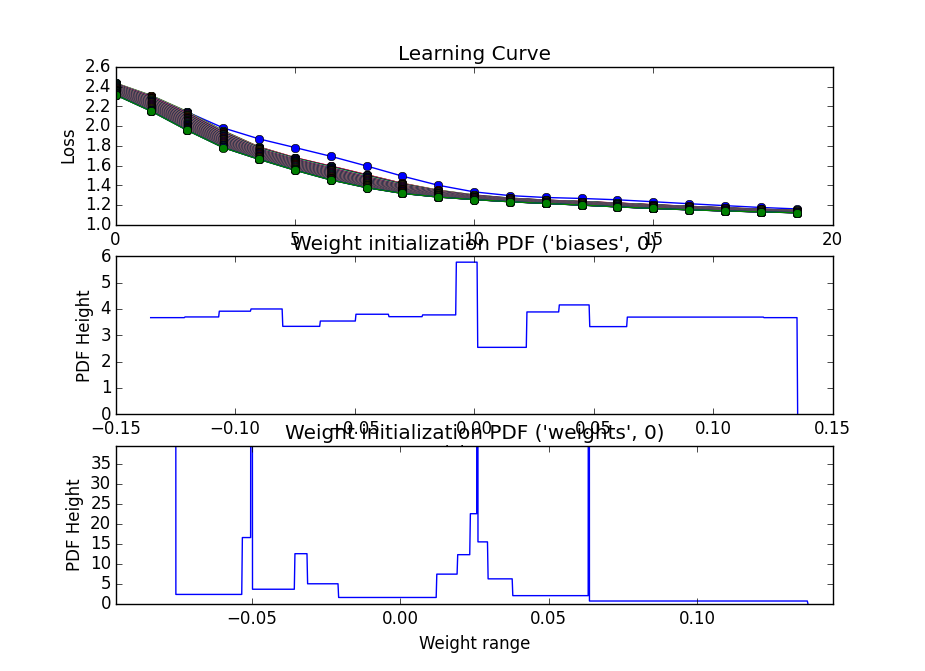 Learning Curve
2.6
2.4
2.2
2.0
1.8
1.6
1.4
1.2
1.0
Loss
0 5 10 15 20
Weight initialization PDF ('biases', 0)
6
5
4
3
2
1
0
PDF Height
−0.15 −0.10 −0.05 0.00 0.05 0.10 0.15
Weight initialization PDF ('weights', 0)
35
30
25
20
15
10
5
0
PDF Height
−0.05 0.00 0.05 0.10
Weight range